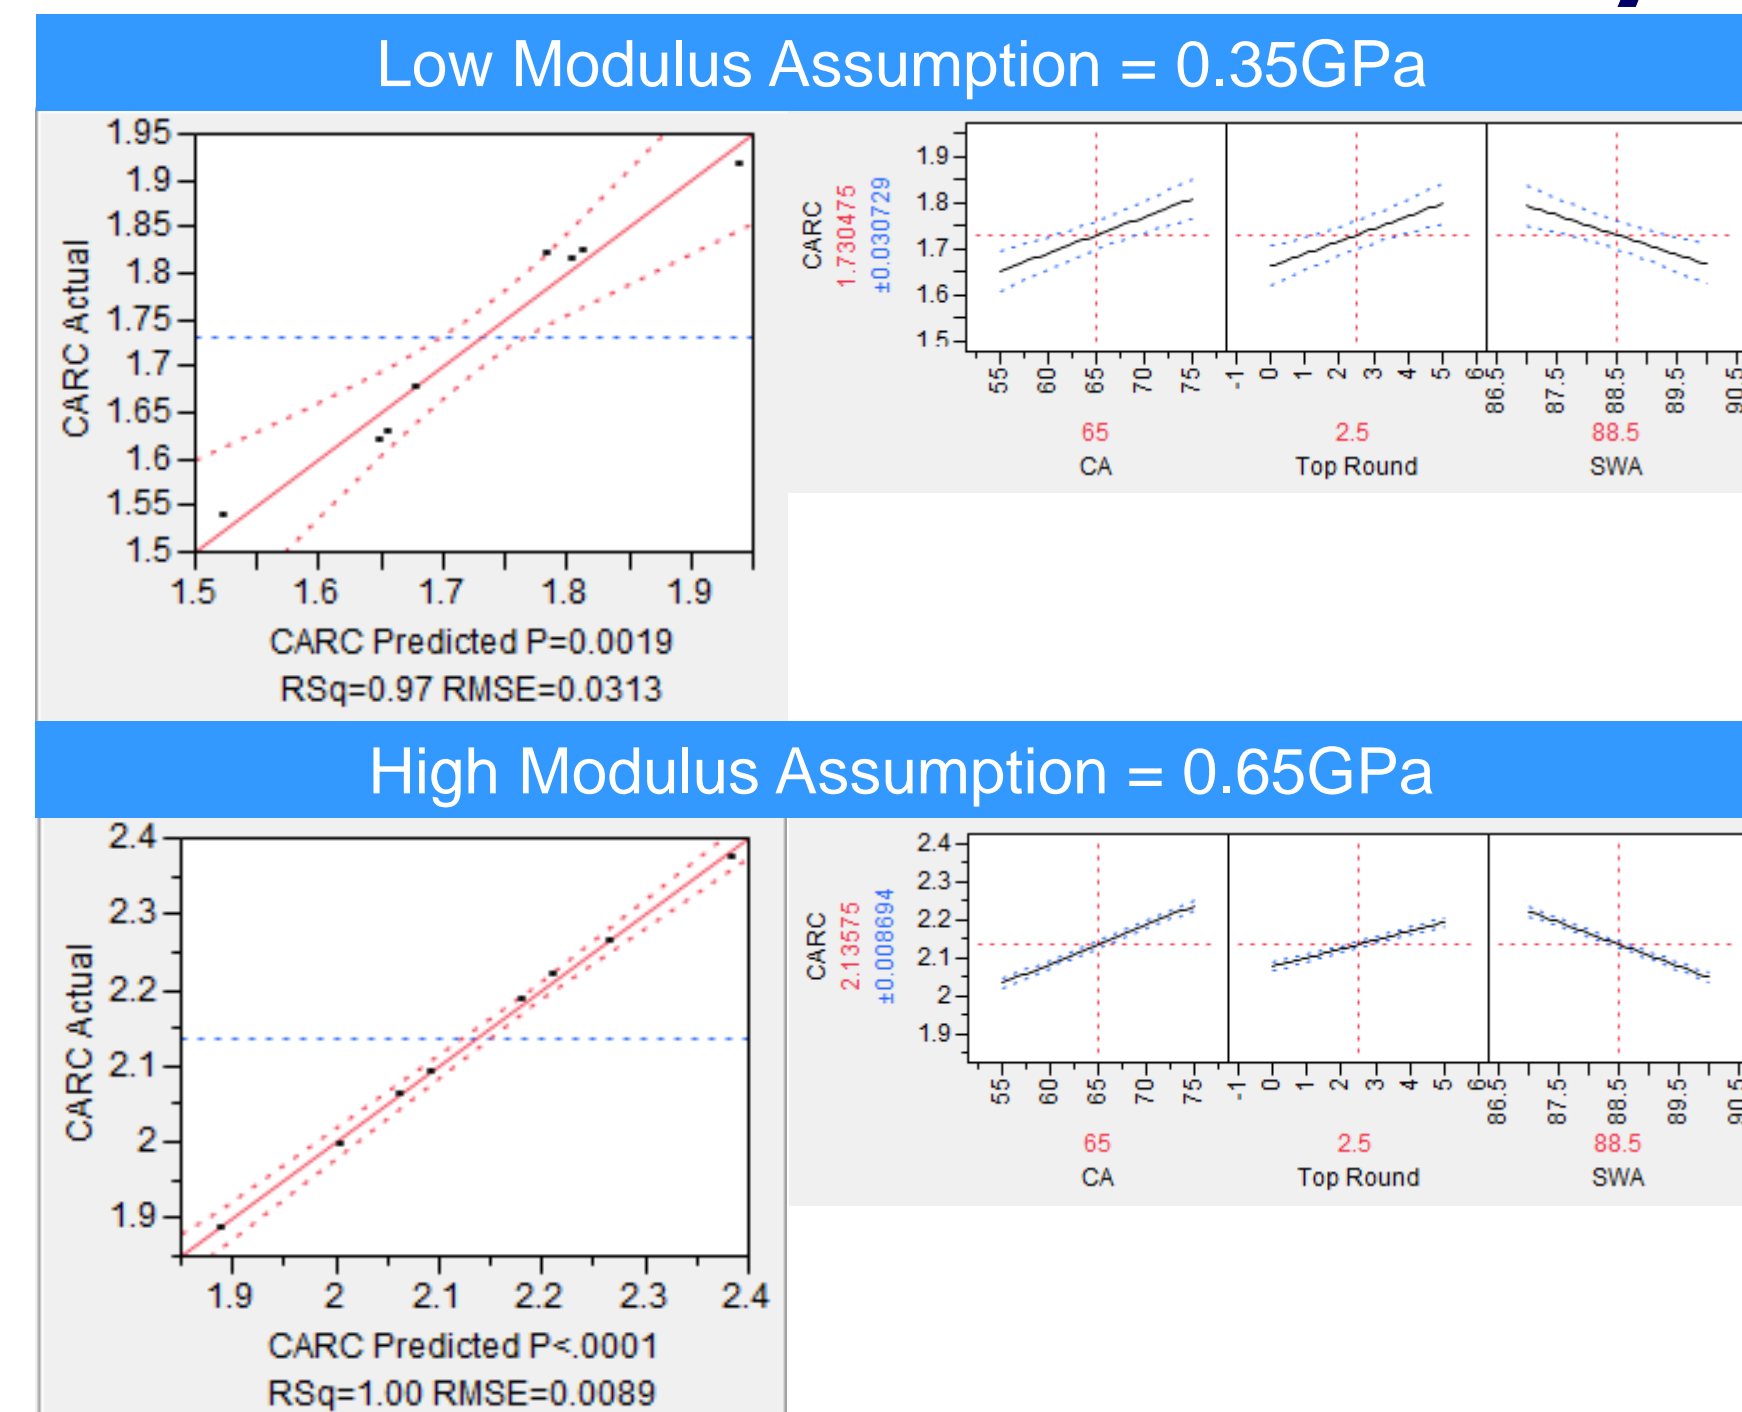 Low Modulus Assumption = 0.35GPa
1.95
1.9
1.85
1.8
1.75
1.7
1.65
1.6
1.55
1.5
CARC Actual
1.5 1.6 1.7 1.8 1.9
CARC Predicted P=0.0019
RSq=0.97 RMSE=0.0313
CARC
1.730475
±0.030729
1.9
1.8
1.7
1.6
1.5
55 60 65 70 75 -1 0 1 2 3 4 5 6 86.5 87.5 88.5 89.5 90.5
65 2.5 88.5
CA Top Round SWA
High Modulus Assumption = 0.65GPa
2.4
2.3
2.2
2.1
2
1.9
CARC Actual
1.9 2 2.1 2.2 2.3 2.4
CARC Predicted P<.0001
RSq=1.00 RMSE=0.0089
CARC
2.13575
±0.008694
2.4
2.3
2.2
2.1
2
1.9
55 60 65 70 75 -1 0 1 2 3 4 5 6 86.5 87.5 88.5 89.5 90.5
65 2.5 88.5
CA Top Round SWA